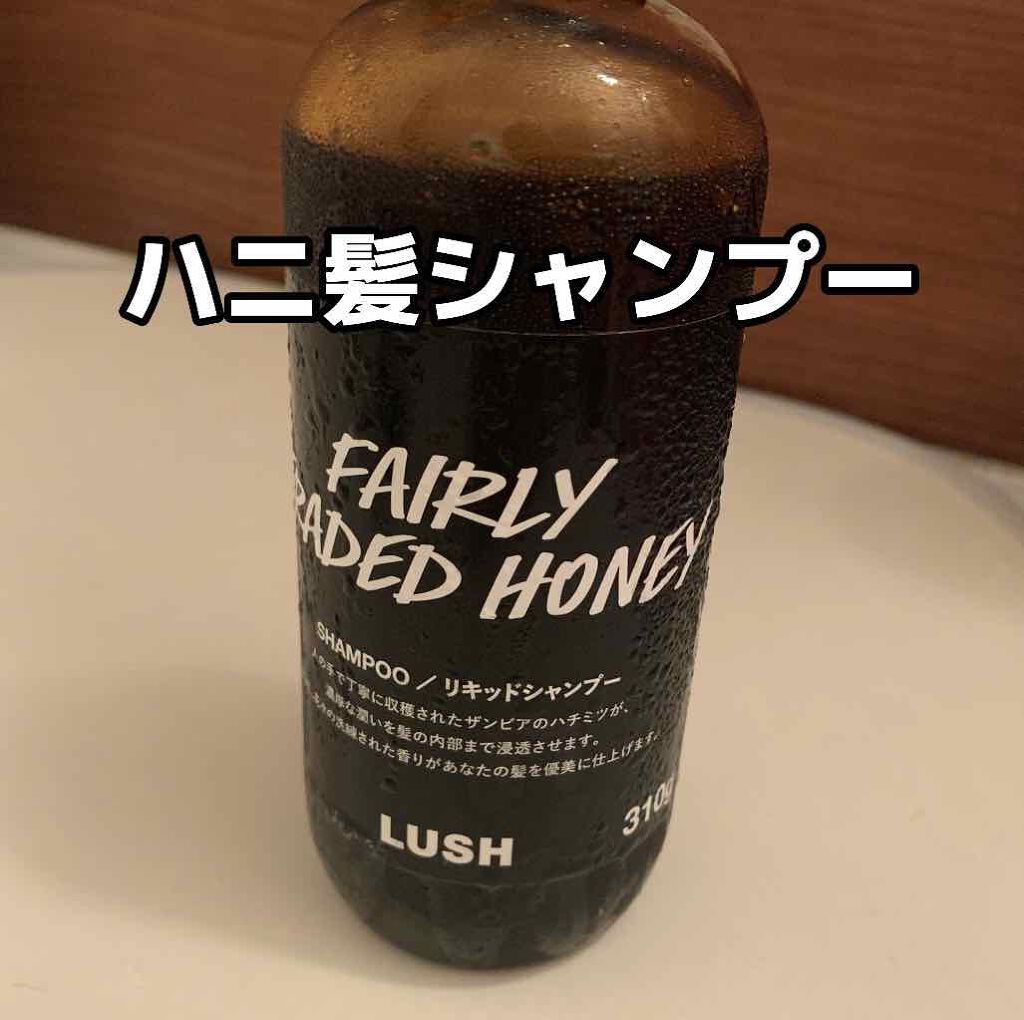 ハニ髪シャンプー
FAIRLY
RADED HONEY
SHAMPOO / リキッドシャンプー
人の手で丁寧に収穫されたザンビアのハチミツが、
濃厚な潤いを髪の内部まで浸透させます。
洗練された香りがあなたの髪を優美に仕上げます。
310g
LUSH